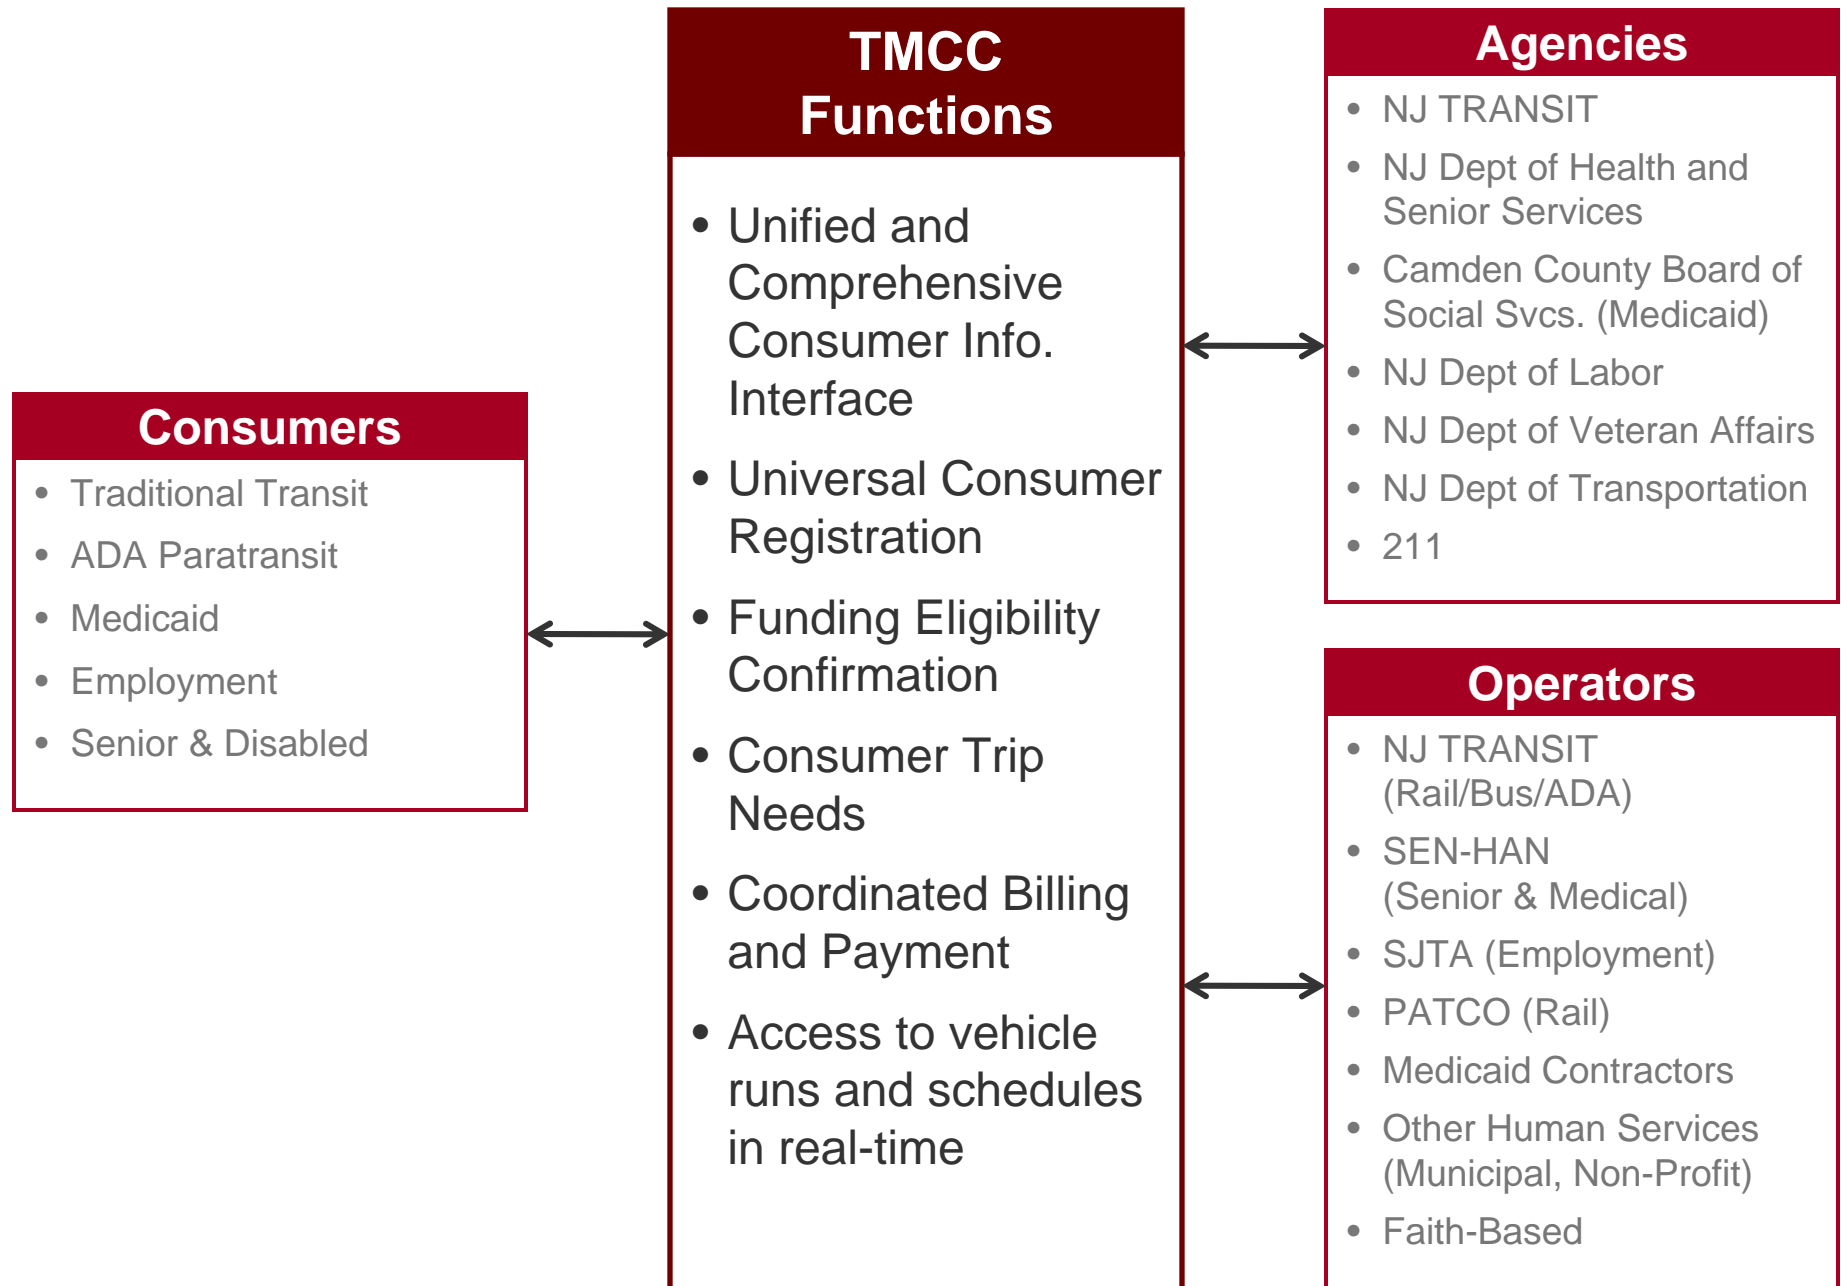 Consumers
• Traditional Transit
• ADA Paratransit
• Medicaid
• Employment
• Senior & Disabled
TMCC
Functions
• Unified and
Comprehensive
Consumer Info.
Interface
• Universal Consumer
Registration
• Funding Eligibility
Confirmation
• Consumer Trip
Needs
• Coordinated Billing
and Payment
• Access to vehicle
runs and schedules
in real-time
Agencies
• NJ TRANSIT
• NJ Dept of Health and
Senior Services
• Camden County Board of
Social Svcs. (Medicaid)
• NJ Dept of Labor
• NJ Dept of Veteran Affairs
• NJ Dept of Transportation
• 211
Operators
• NJ TRANSIT
(Rail/Bus/ADA)
• SEN-HAN
(Senior & Medical)
• SJTA (Employment)
• PATCO (Rail)
• Medicaid Contractors
• Other Human Services
(Municipal, Non-Profit)
• Faith-Based